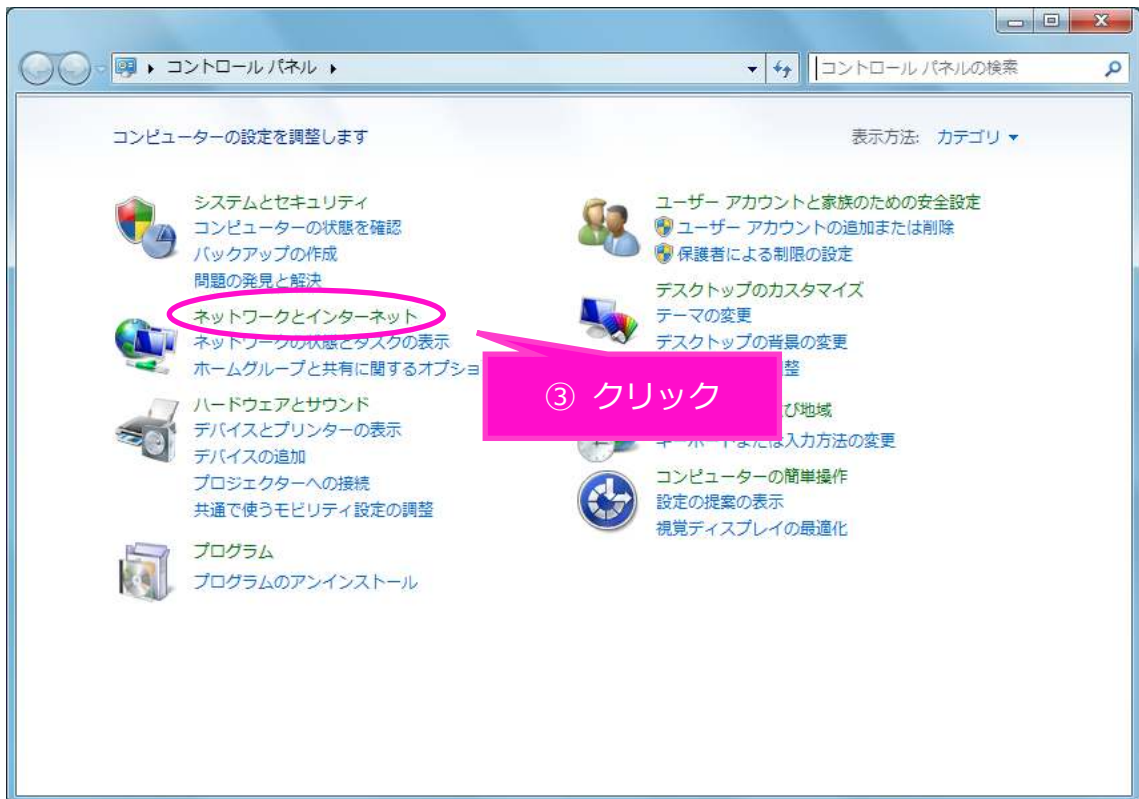 コントロール パネル
コントロール パネルの検索
コンピューターの設定を調整します
表示方法: カテゴリ
システムとセキュリティ
コンピューターの状態を確認
バックアップの作成
問題の発見と解決
ネットワークとインターネット
ネットワークの状態とタスクの表示
ホームグループと共有に関するオプショ
ハードウェアとサウンド
デバイスとプリンターの表示
デバイスの追加
プロジェクターへの接続
共通で使うモビリティ設定の調整
プログラム
プログラムのアンインストール
ユーザー アカウントと家族のための安全設定
ユーザー アカウントの追加または削除
保護者による制限の設定
デスクトップのカスタマイズ
テーマの変更
デスクトップの背景の変更
整
③ クリック
び地域
キーボードまたは入力方法の変更
コンピューターの簡単操作
設定の提案の表示
視覚ディスプレイの最適化